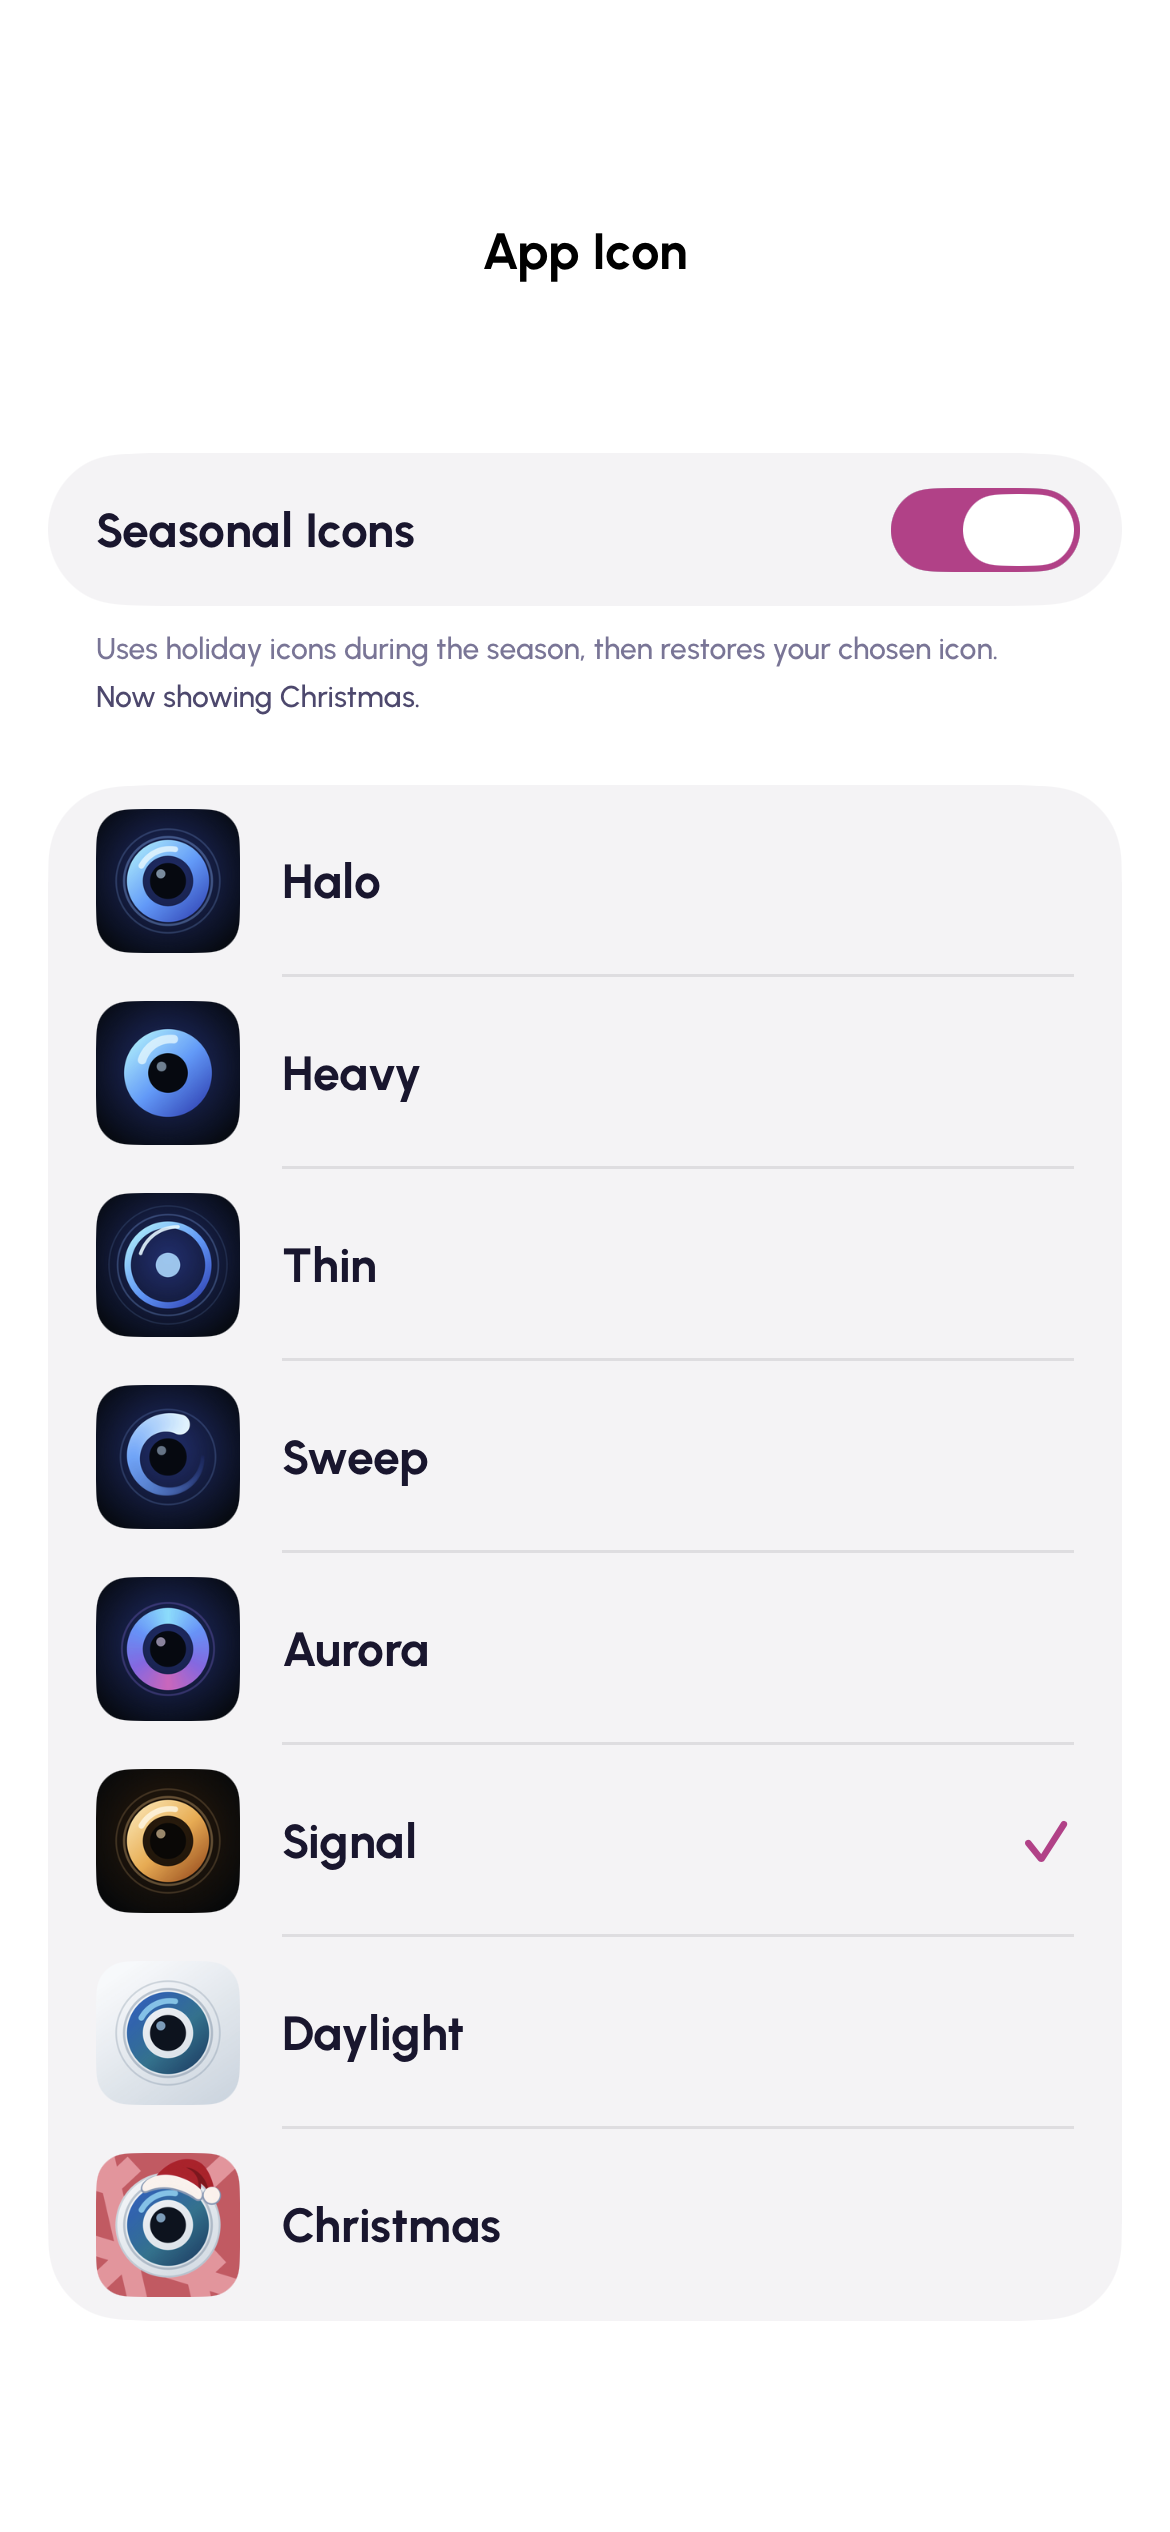 App Icon
Seasonal Icons
Uses holiday icons during the season, then restores your chosen icon.
Now showing Christmas.
Halo
Heavy
Thin
Sweep
Aurora
Signal
Daylight
Christmas